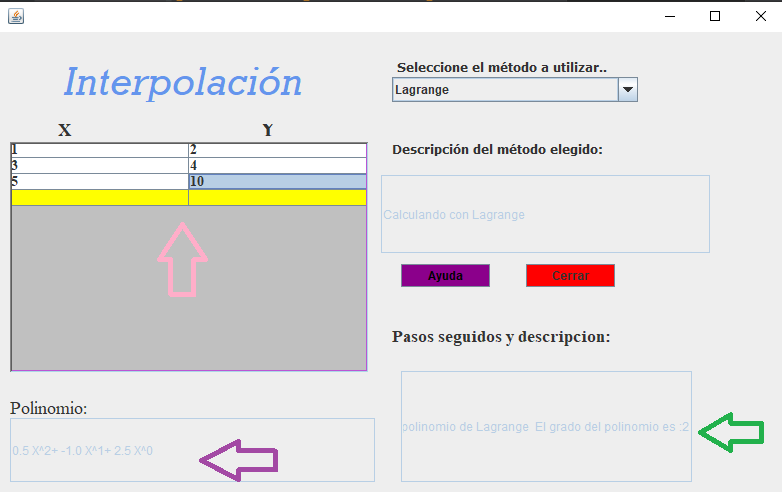 Interpolación
Seleccione el método a utilizar..
Lagrange
X Y
1 2
3 4
5 10
Descripción del método elegido:
Calculando con Lagrange
Ayuda
Cerrar
Pasos seguidos y descripcion:
polinomio de Lagrange El grado del polinomio es :2
Polinomio:
0.5 X^2+ -1.0 X^1+ 2.5 X^0